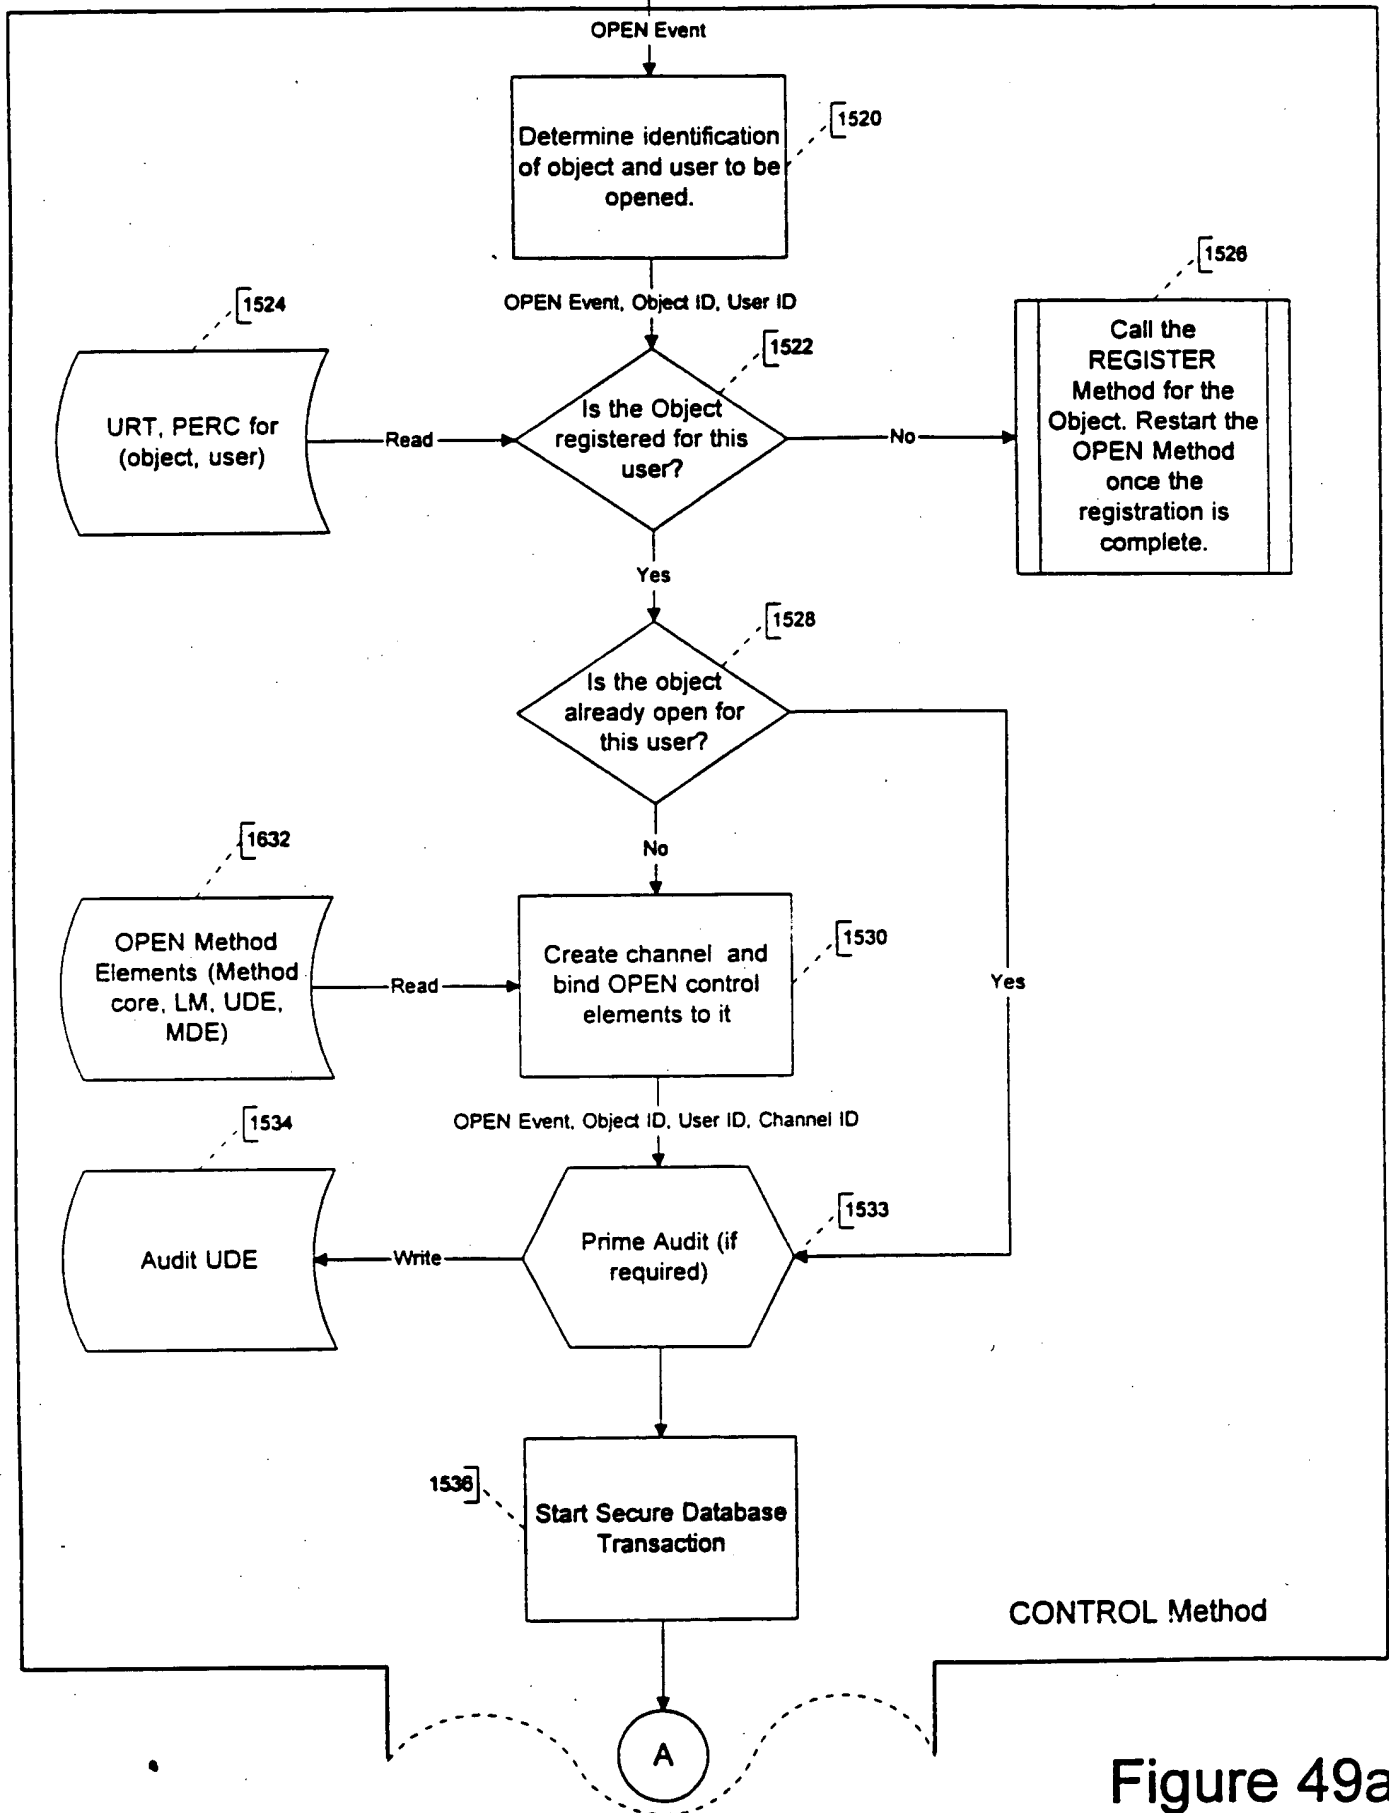 OPEN Event
Determine identification
of object and user to be
opened.
1520
OPEN Event, Object ID, User ID
1524
URT, PERC for
(object, user)
Read
1522
Is the Object
registered for this
user?
No
1526
Call the
REGISTER
Method for the
Object. Restart the
OPEN Method
once the
registration is
complete.
Yes
1528
Is the object
already open for
this user?
No
Yes
1632
OPEN Method
Elements (Method
core, LM, UDE,
MDE)
Read
1530
Create channel and
bind OPEN control
elements to it
OPEN Event, Object ID, User ID, Channel ID
1534
Audit UDE
Write
1533
Prime Audit (if
required)
1536
Start Secure Database
Transaction
CONTROL Method
A
Figure 49a